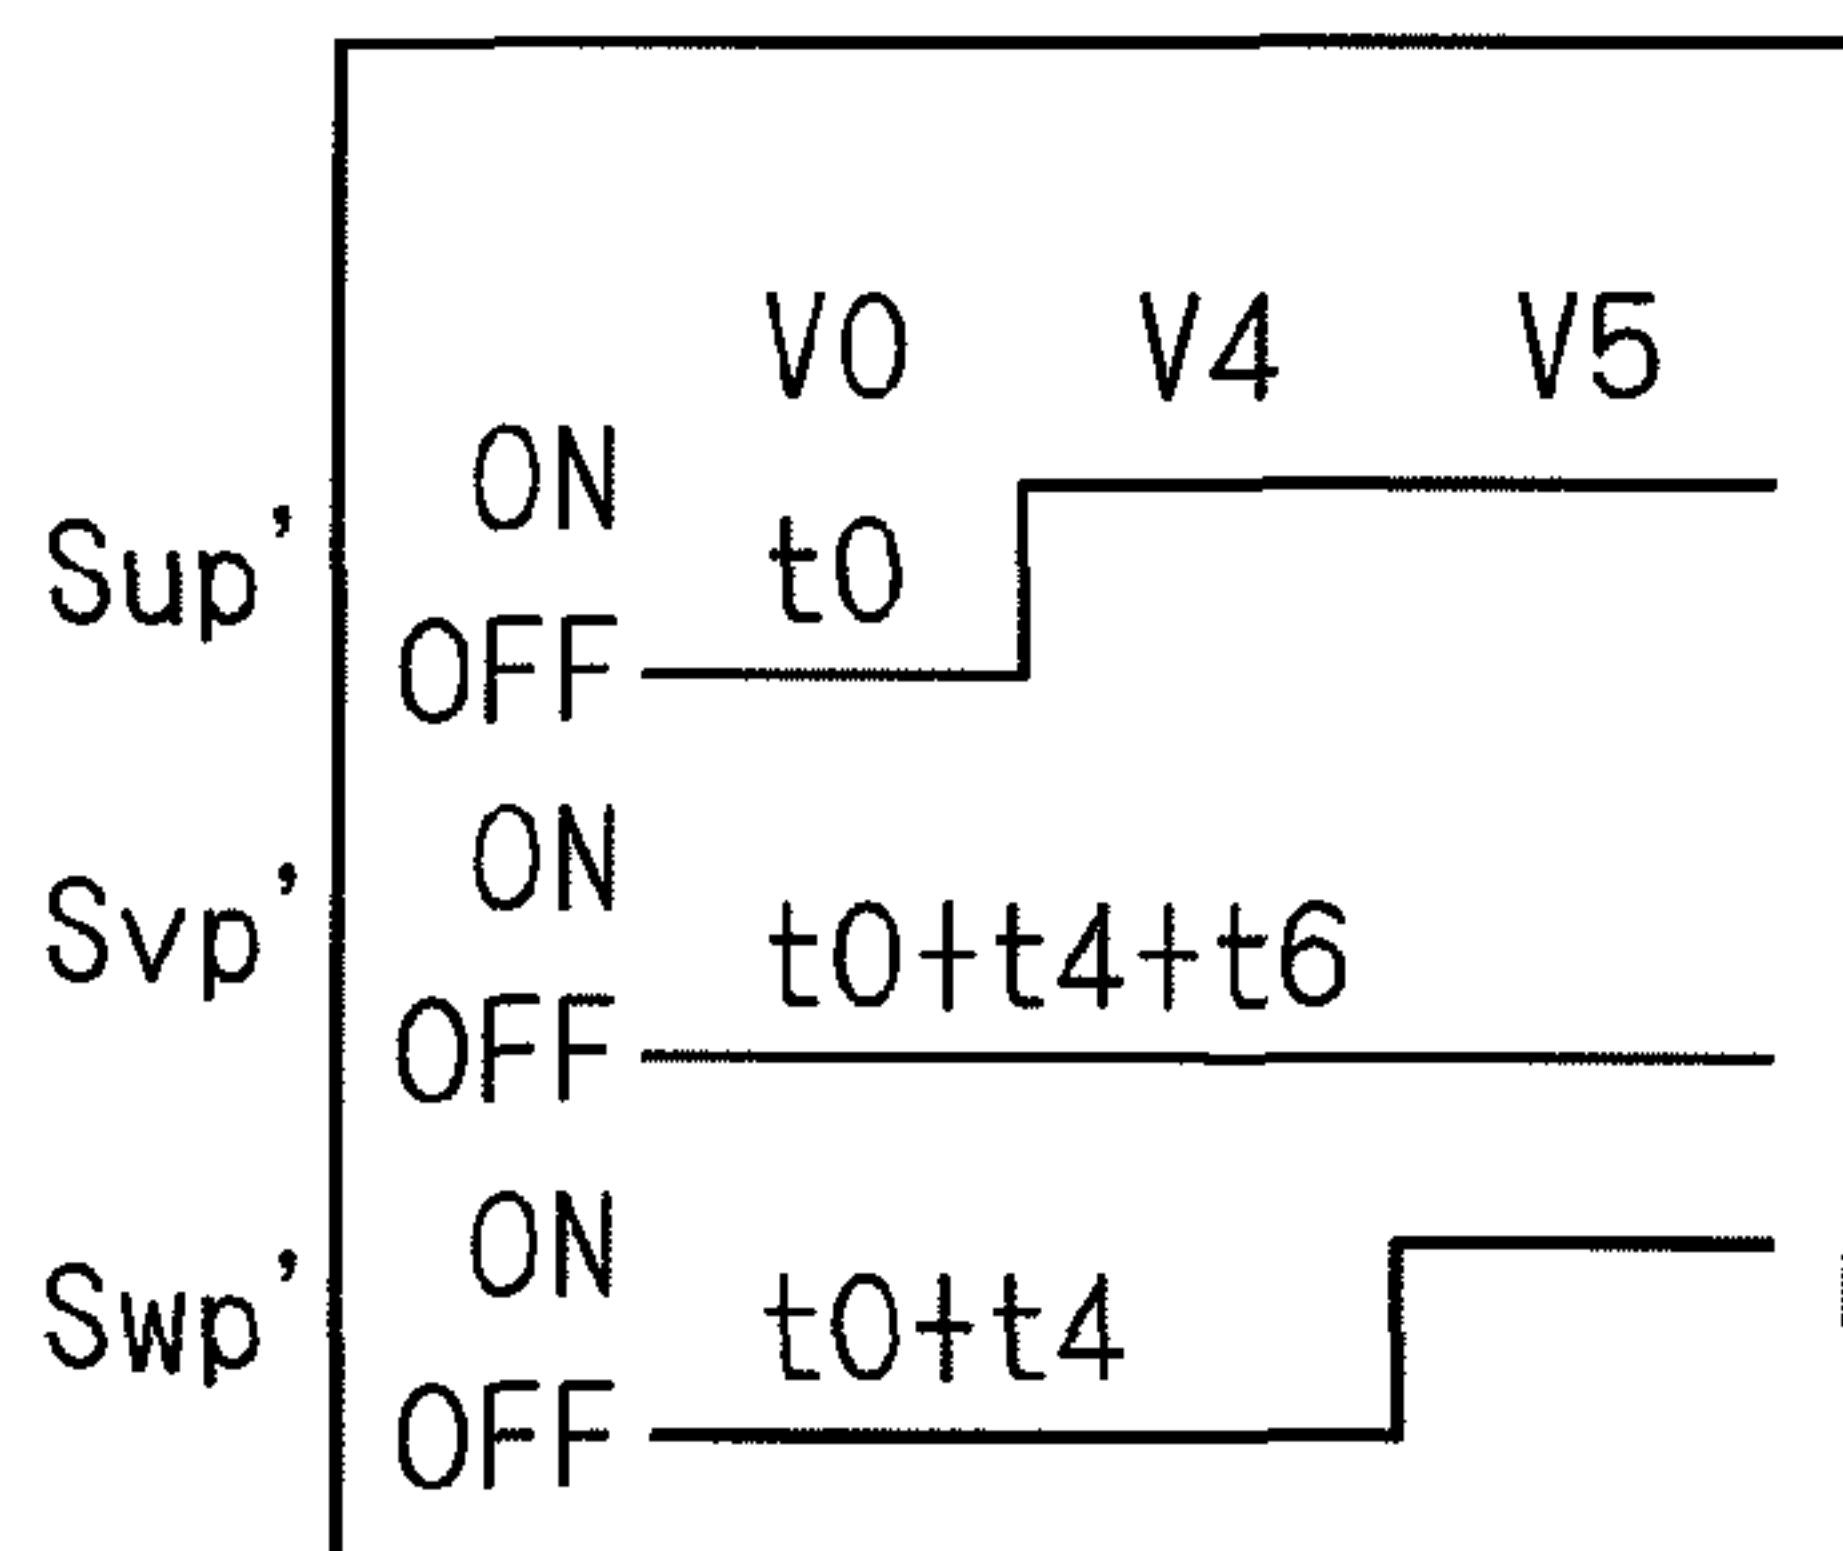 V0 V4 V5
ON
Sup' t0
OFF
ON
Svp' t0+t4+t6
OFF
ON
Swp' t0+t4
OFF